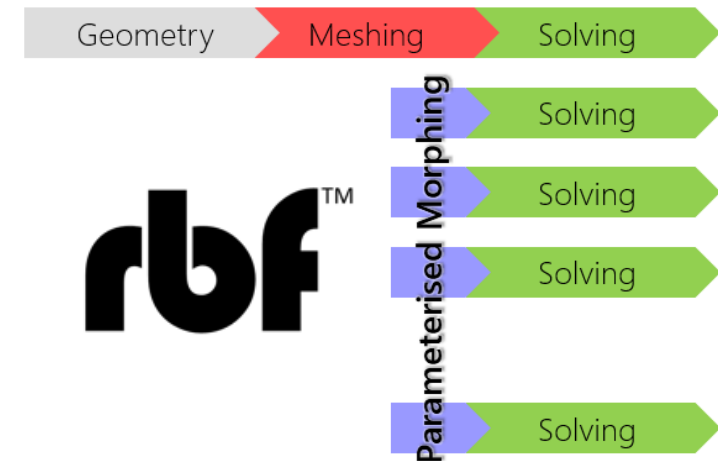 Geometry Meshing Solving
Solving
Solving
Solving
Solving
Parameterised Morphing
rbf™